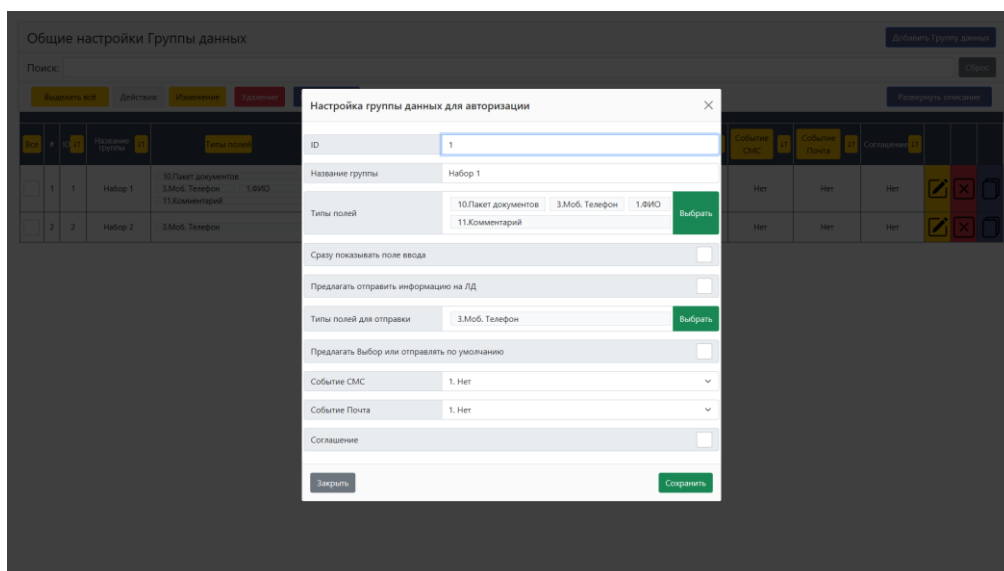 Общие настройки Группы данных
Добавить Группу данных
Поиск:
Сброс
Выделить всё Действия Изменение Удаление
Развернуть описание
Настройка группы данных для авторизации
Все # ID Название группы Типы полей
Событие СМС Событие Почта Соглашение
ID 1
Название группы Набор 1
Типы полей 10.Пакет документов 3.Моб. Телефон 1.ФИО
11.Комментарий
Выбрать
Сразу показывать поле ввода
Предлагать отправить информацию на ЛД
Типы полей для отправки 3.Моб. Телефон Выбрать
Предлагать Выбор или отправлять по умолчанию
Событие СМС 1. Нет
Событие Почта 1. Нет
Соглашение
Закрыть Сохранить
1 1 Набор 1 10.Пакет документов
3.Моб. Телефон 1.ФИО
11.Комментарий
Нет Нет Нет
2 2 Набор 2 3.Моб. Телефон
Нет Нет Нет